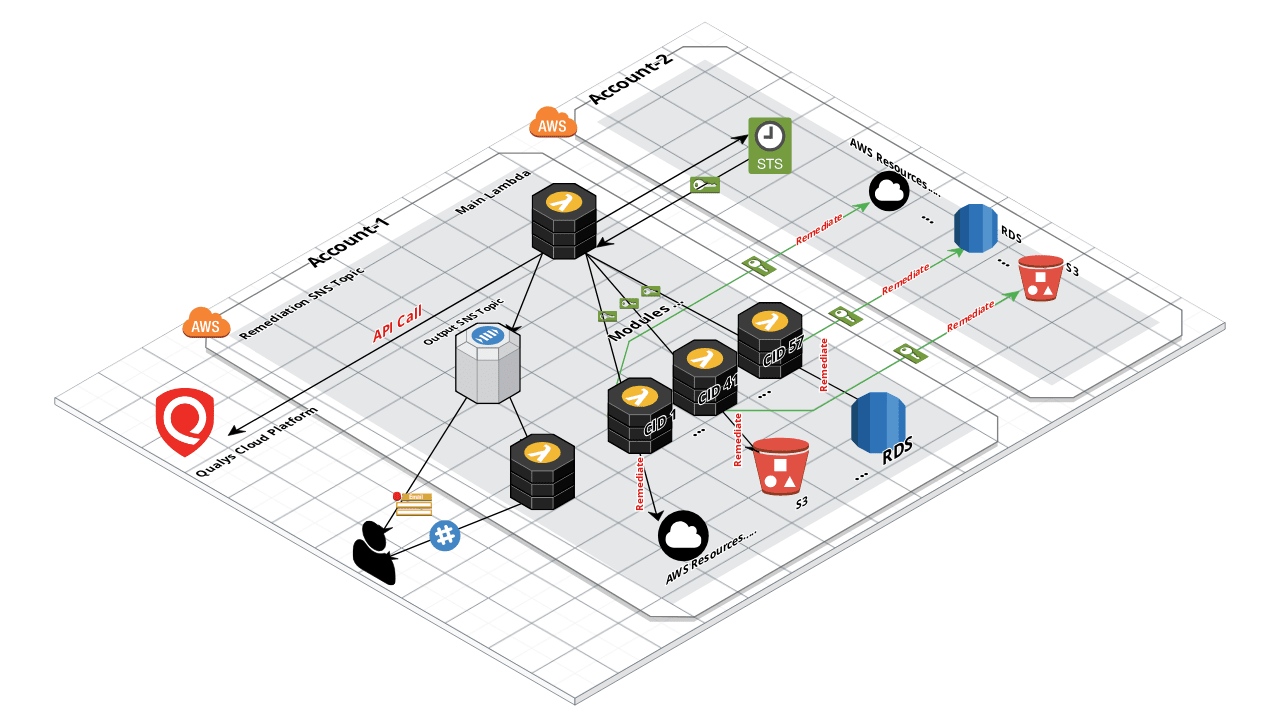 Account-2
AWS
STS
AWS Resources....
...
RDS
...
S3
Main Lambda
Account-1
Remediation SNS Topic
AWS
API Call
Output SNS Topic
Modules ...
Remediate
Remediate
Remediate
CID 57
CID 41
CID 1
...
...
Remediate
Remediate
Remediate
RDS
...
S3
AWS Resources....
Qualys Cloud Platform
Email
#